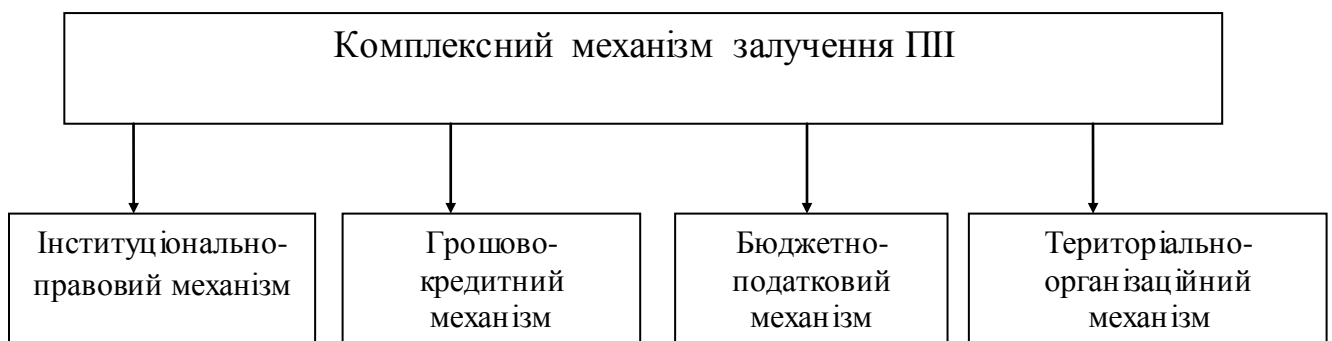 Комплексний механізм залучення ПІІ
Інституціонально-
правовий механізм
Грошово-
кредитний
механізм
Бюджетно-
податковий
механізм
Територіально-
організаційний
механізм